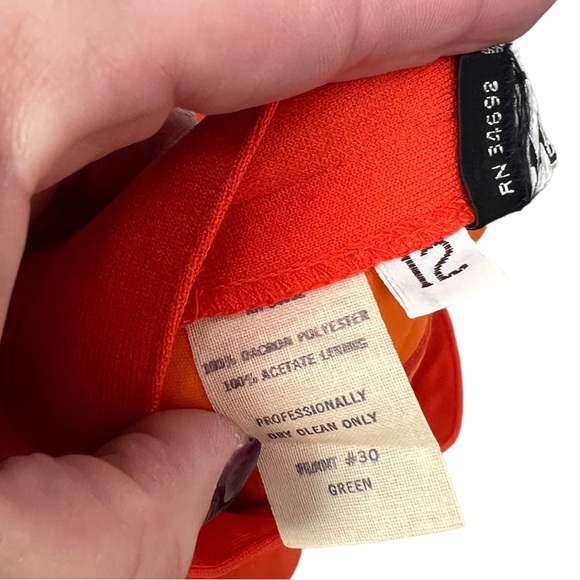 RN 34698
12
100% DACRON POLYESTER
100% ACETATE LINING
PROFESSIONALLY
DRY CLEAN ONLY
#30
GREEN